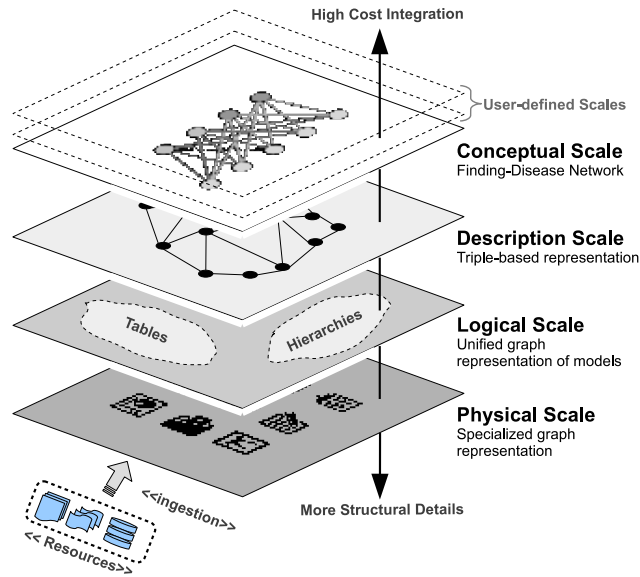 High Cost Integration
User-defined Scales
Conceptual Scale
Finding-Disease Network
Description Scale
Triple-based representation
Tables
Hierarchies
Logical Scale
Unified graph
representation of models
Physical Scale
Specialized graph
representation
<<ingestion>>
<< Resources>>
More Structural Details